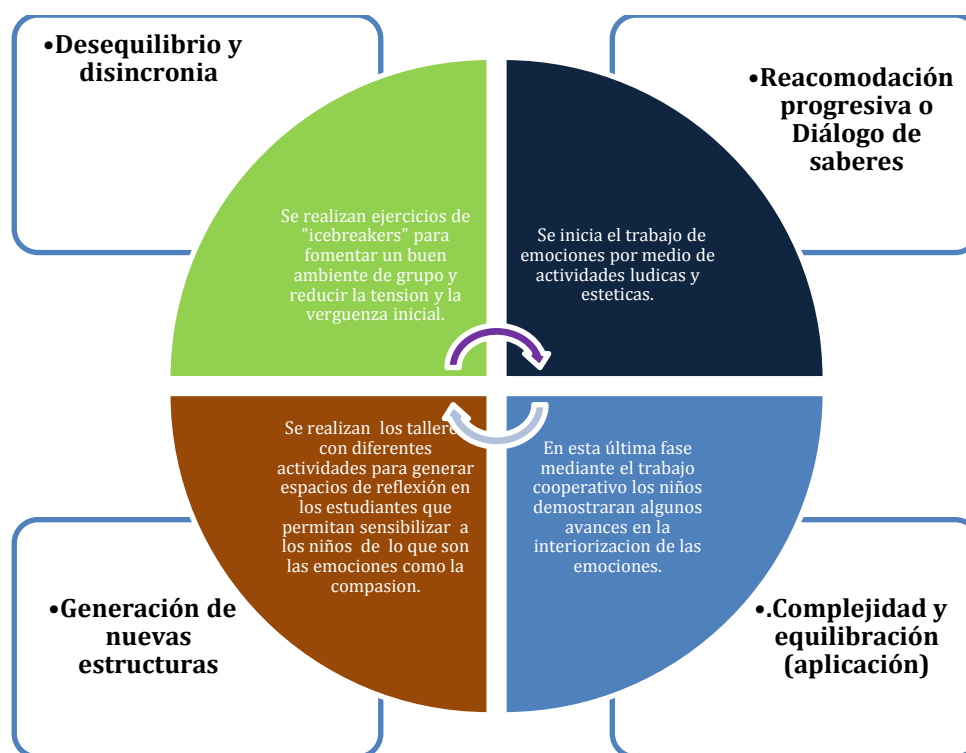 •Desequilibrio y
disincronia
•Reacomodación
progresiva o
Diálogo de
saberes
Se realizan ejercicios de
"icebreakers" para
fomentar un buen
ambiente de grupo y
reducir la tension y la
verguenza inicial.
Se inicia el trabajo de
emociones por medio de
actividades ludicas y
esteticas.
Se realizan los talleres
con diferentes
actividades para generar
espacios de reflexión en
los estudiantes que
permitan sensibilizar a
los niños de lo que son
las emociones como la
compasion.
En esta última fase
mediante el trabajo
cooperativo los niños
demostraran algunos
avances en la
interiorizacion de las
emociones.
•Generación de
nuevas
estructuras
•.Complejidad y
equilibración
(aplicación)